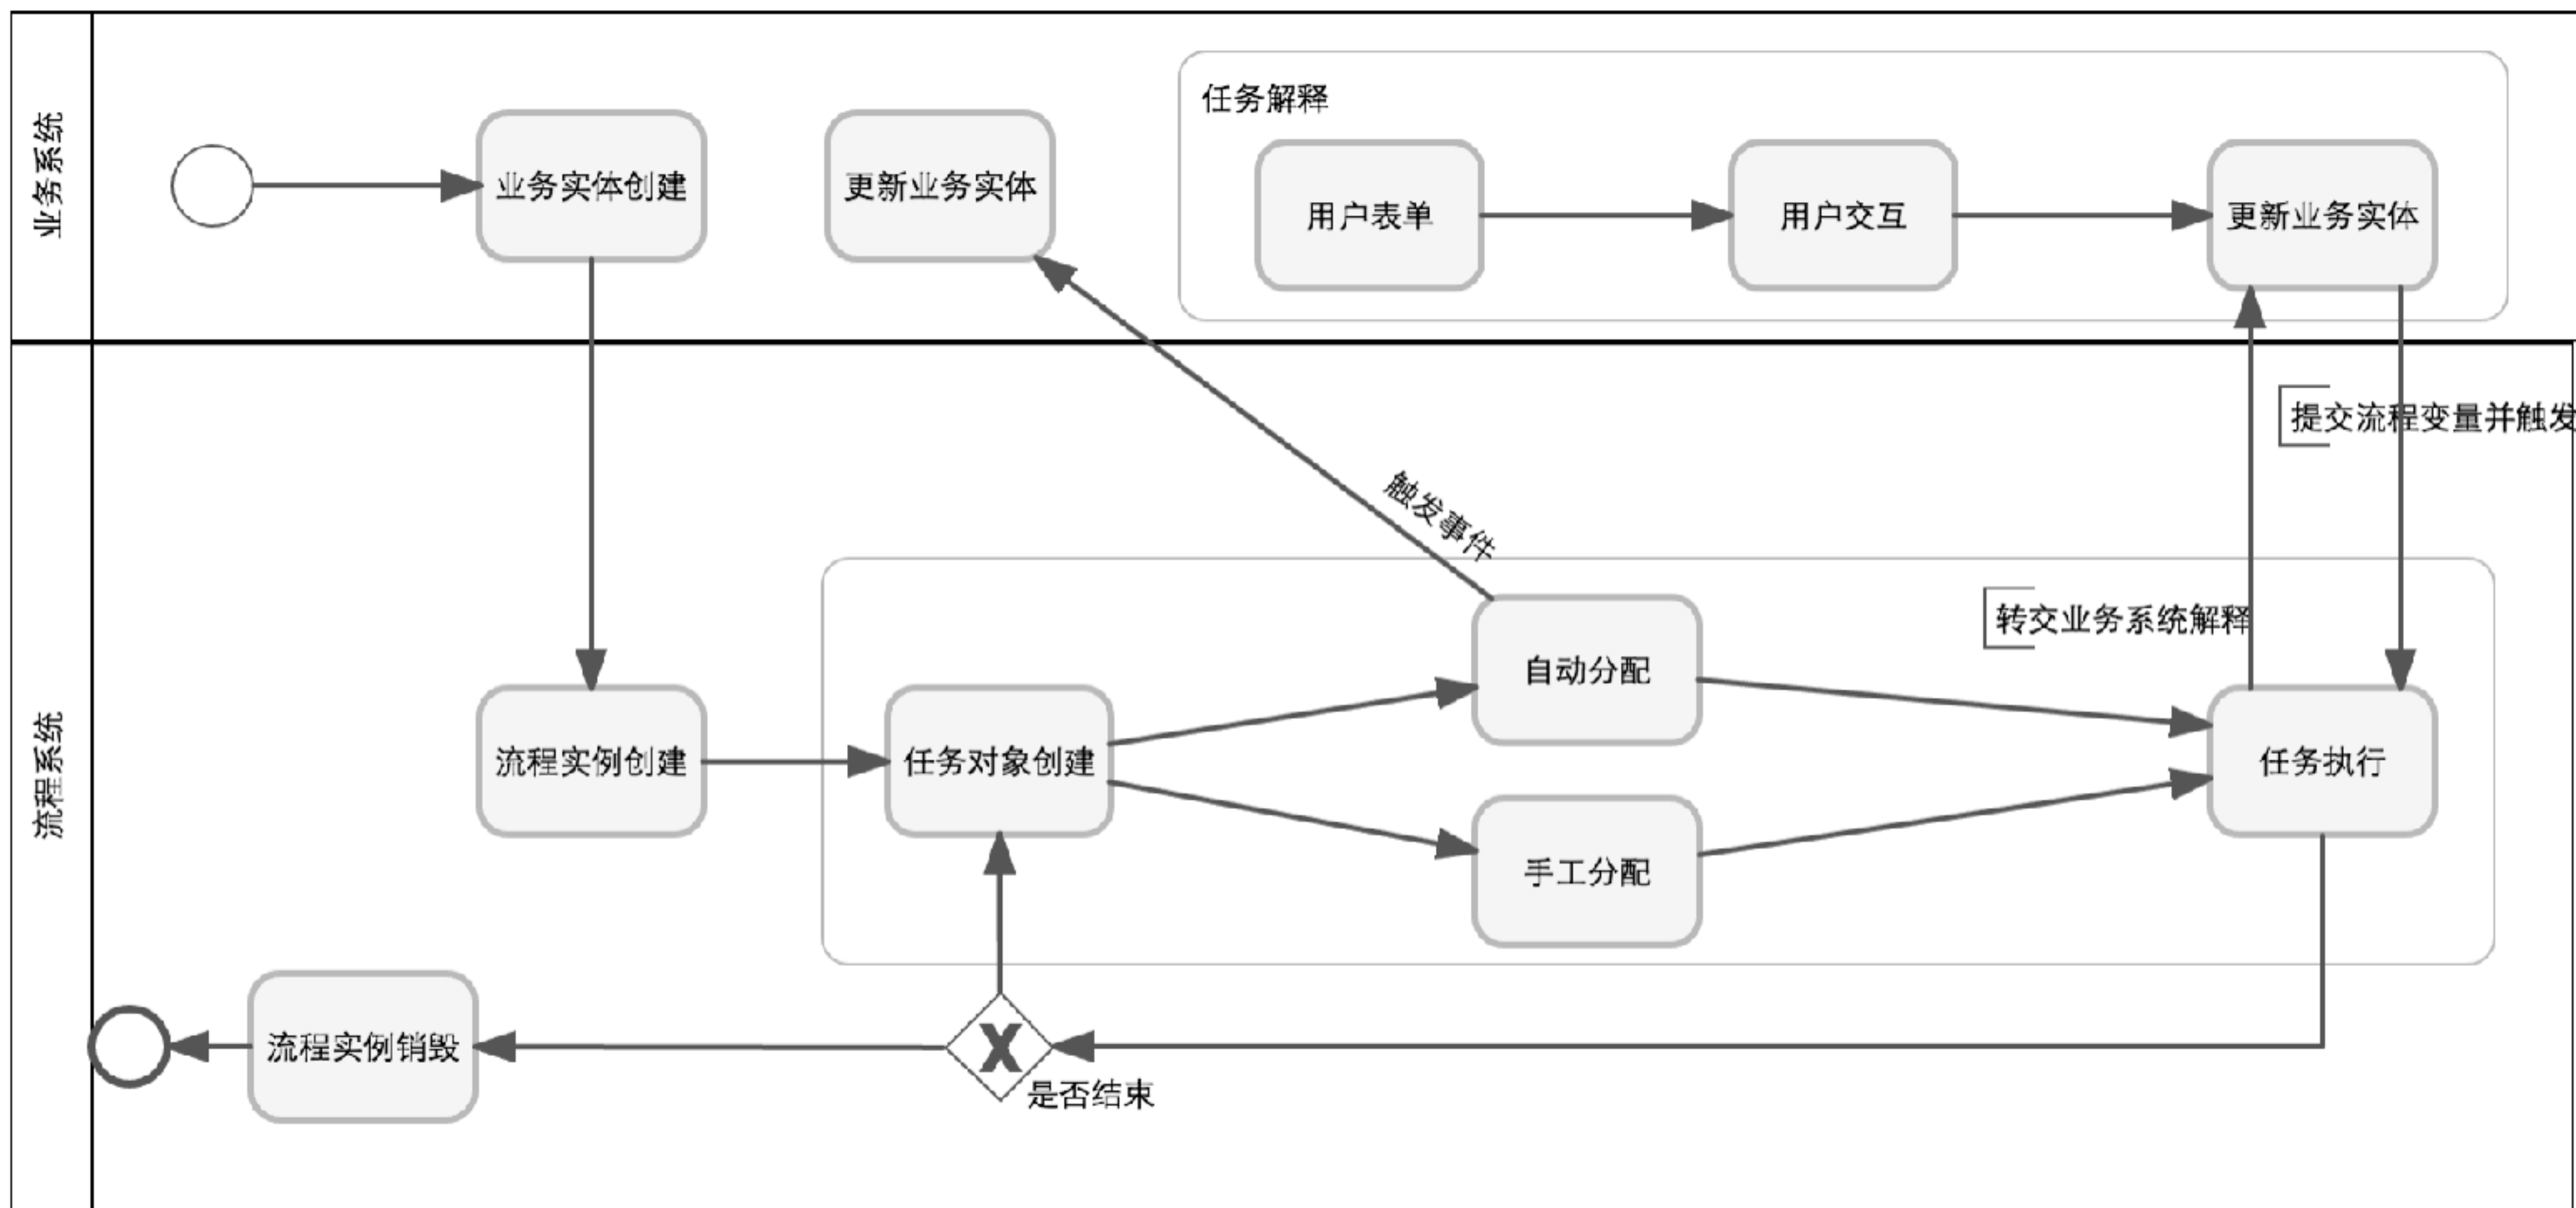 业务系统
任务解释
业务实体创建
更新业务实体
用户表单
用户交互
更新业务实体
提交流程变量并触发
触发事件
转交业务系统解释
自动分配
流程系统
流程实例创建
任务对象创建
任务执行
手工分配
流程实例销毁
X
是否结束